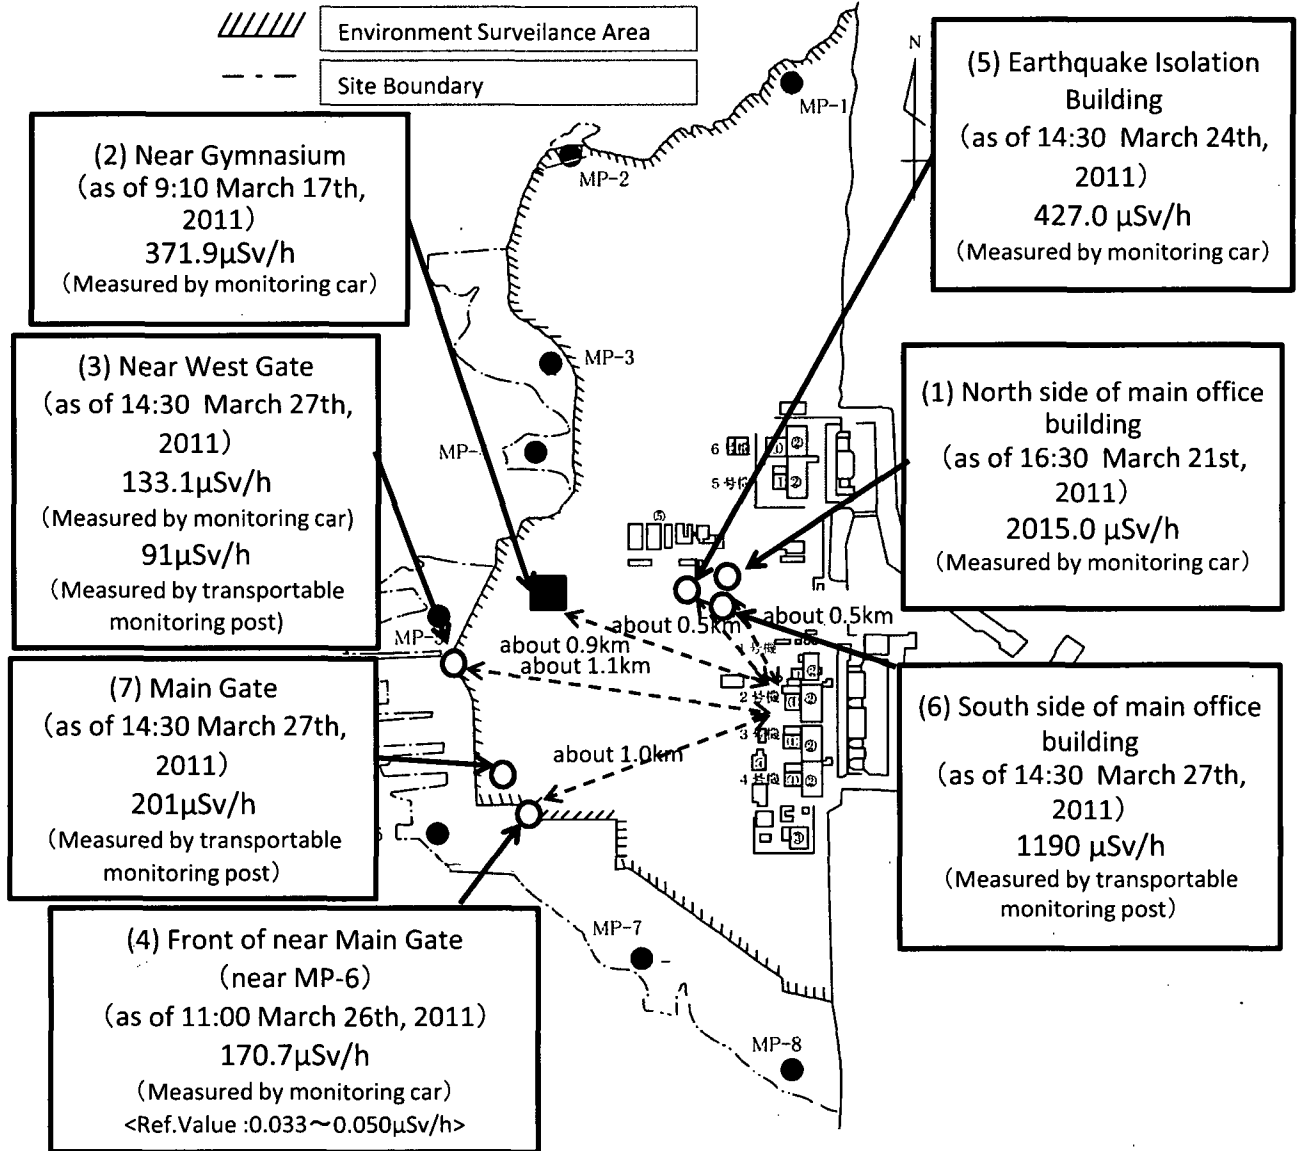 Environment Surveilance Area
Site Boundary
N
MP-1
MP-2
MP-3
MP-7
MP-8
(2) Near Gymnasium
(as of 9:10 March 17th,
2011)
371.9μSv/h
(Measured by monitoring car)
(3) Near West Gate
(as of 14:30 March 27th,
2011)
133.1μSv/h
(Measured by monitoring car)
91μSv/h
(Measured by transportable
monitoring post)
(7) Main Gate
(as of 14:30 March 27th,
2011)
201μSv/h
(Measured by transportable
monitoring post)
(4) Front of near Main Gate
(near MP-6)
(as of 11:00 March 26th, 2011)
170.7μSv/h
(Measured by monitoring car)
<Ref.Value :0.033～0.050μSv/h>
(5) Earthquake Isolation
Building
(as of 14:30 March 24th,
2011)
427.0 μSv/h
(Measured by monitoring car)
(1) North side of main office
building
(as of 16:30 March 21st,
2011)
2015.0 μSv/h
(Measured by monitoring car)
(6) South side of main office
building
(as of 14:30 March 27th,
2011)
1190 μSv/h
(Measured by transportable
monitoring post)
about 0.5km
about 0.5km
about 0.9km
about 1.1km
about 1.0km